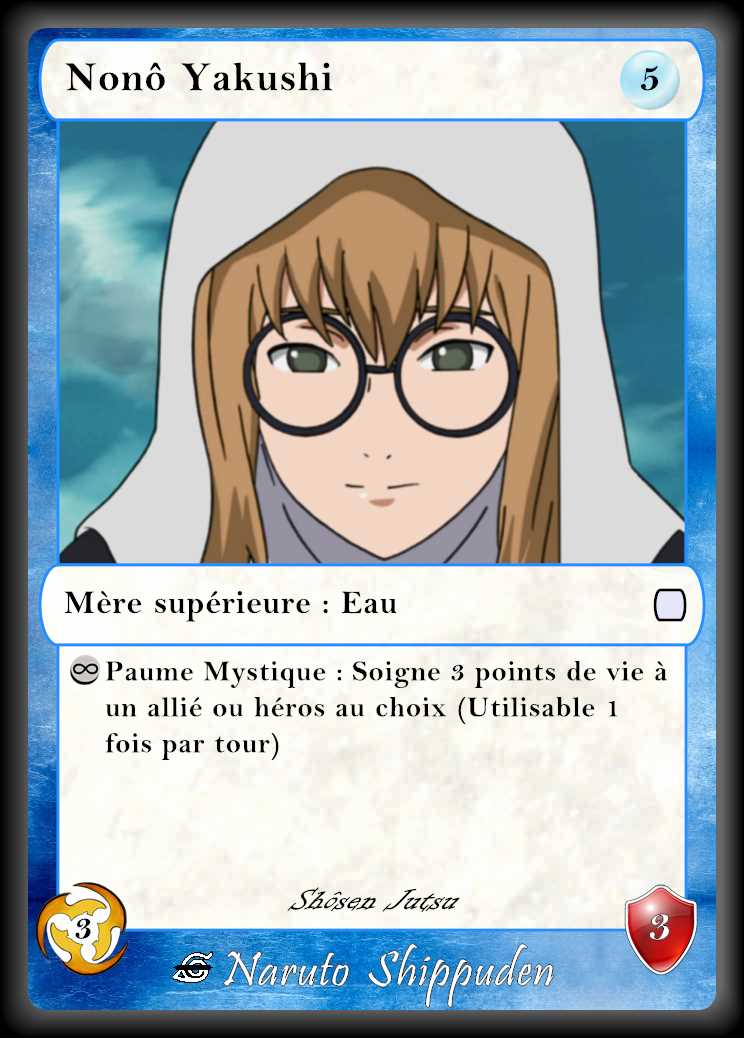 Nonô Yakushi
5
Mère supérieure : Eau
Paume Mystique : Soigne 3 points de vie à
un allié ou héros au choix (Utilisable 1
fois par tour)
Shôsen Jutsu
3
3
Naruto Shippuden